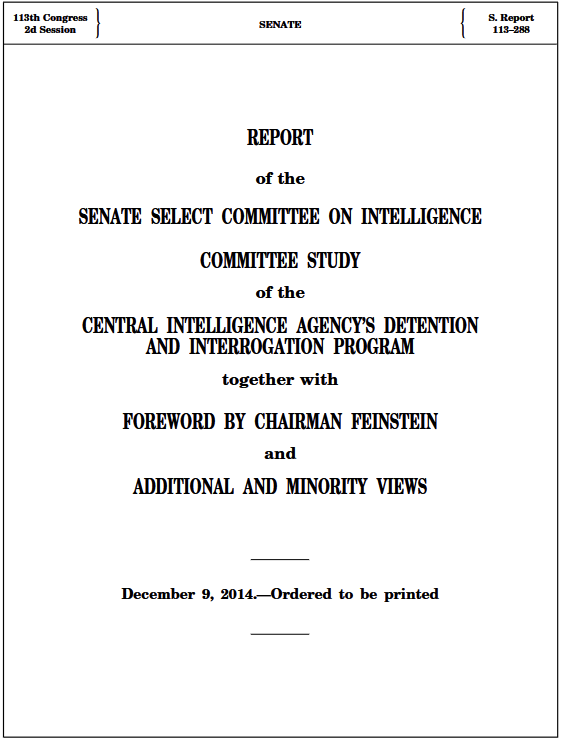 113th Congress
2d Session
SENATE
S. Report
113–288
REPORT
of the
SENATE SELECT COMMITTEE ON INTELLIGENCE
COMMITTEE STUDY
of the
CENTRAL INTELLIGENCE AGENCY'S DETENTION
AND INTERROGATION PROGRAM
together with
FOREWORD BY CHAIRMAN FEINSTEIN
and
ADDITIONAL AND MINORITY VIEWS
December 9, 2014.—Ordered to be printed